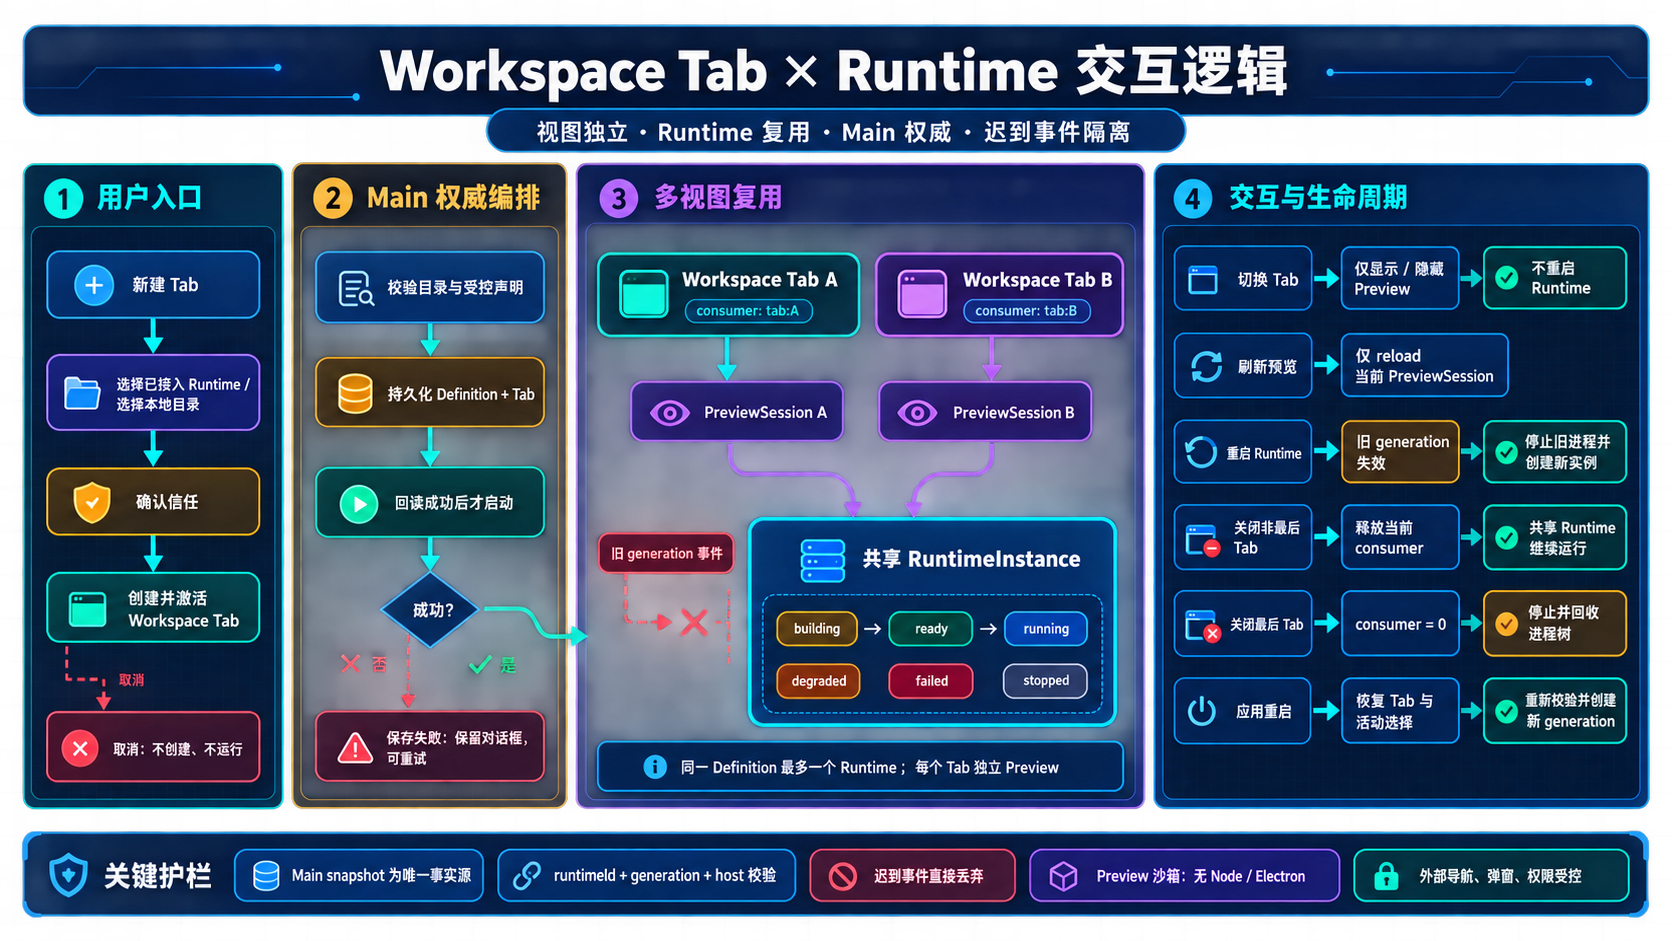 Workspace Tab × Runtime 交互逻辑
视图独立 · Runtime 复用 · Main 权威 · 迟到事件隔离
1 用户入口
新建 Tab
选择已接入 Runtime /
选择本地目录
确认信任
创建并激活
Workspace Tab
取消
取消：不创建、不运行
2 Main 权威编排
校验目录与受控声明
持久化 Definition + Tab
回读成功后才启动
成功?
否
是
保存失败：保留对话框，
可重试
3 多视图复用
Workspace Tab A
consumer: tab:A
Workspace Tab B
consumer: tab:B
PreviewSession A
PreviewSession B
旧 generation 事件
共享 RuntimeInstance
building
ready
running
degraded
failed
stopped
同一 Definition 最多一个 Runtime ；每个 Tab 独立 Preview
4 交互与生命周期
切换 Tab
仅显示 / 隐藏
Preview
不重启
Runtime
刷新预览
仅 reload
当前 PreviewSession
重启 Runtime
旧 generation
失效
停止旧进程并
创建新实例
关闭非最后
Tab
释放当前
consumer
共享 Runtime
继续运行
关闭最后 Tab
consumer = 0
停止并回收
进程树
应用重启
恢复 Tab 与
活动选择
重新校验并创建
新 generation
关键护栏
Main snapshot 为唯一事实源
runtimeId + generation + host 校验
迟到事件直接丢弃
Preview 沙箱：无 Node / Electron
外部导航、弹窗、权限受控